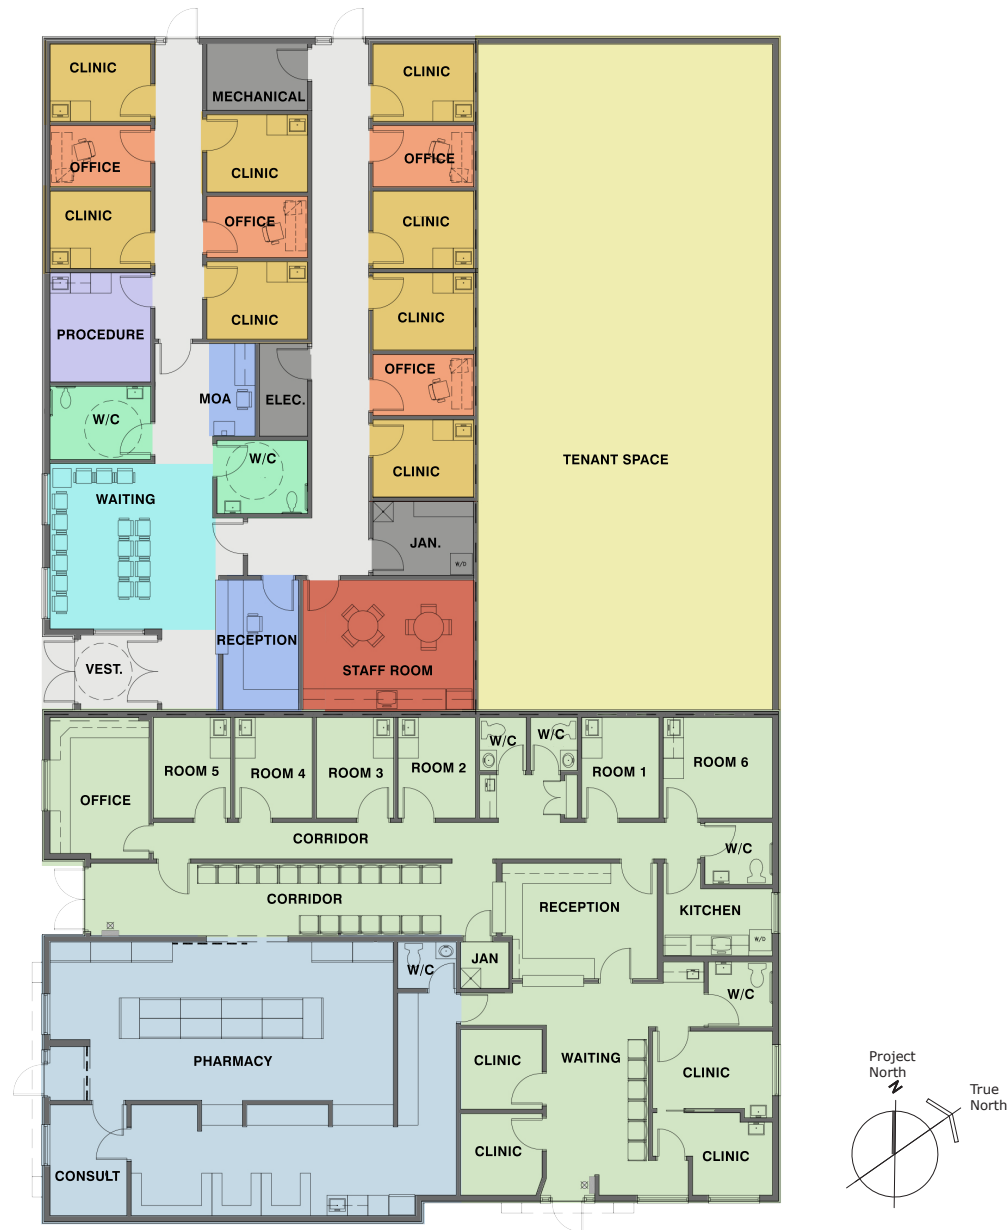 CLINIC
MECHANICAL
CLINIC
OFFICE
CLINIC
OFFICE
CLINIC
OFFICE
CLINIC
PROCEDURE
CLINIC
CLINIC
MOA
ELEC.
OFFICE
W/C
W/C
CLINIC
TENANT SPACE
WAITING
JAN.
W/D
VEST.
RECEPTION
STAFF ROOM
OFFICE
ROOM 5
ROOM 4
ROOM 3
ROOM 2
W/C
W/C
ROOM 1
ROOM 6
CORRIDOR
W/C
CORRIDOR
RECEPTION
KITCHEN
W/D
W/C
JAN
W/C
PHARMACY
CLINIC
WAITING
CLINIC
CONSULT
CLINIC
CLINIC
Project
North
N
True
North